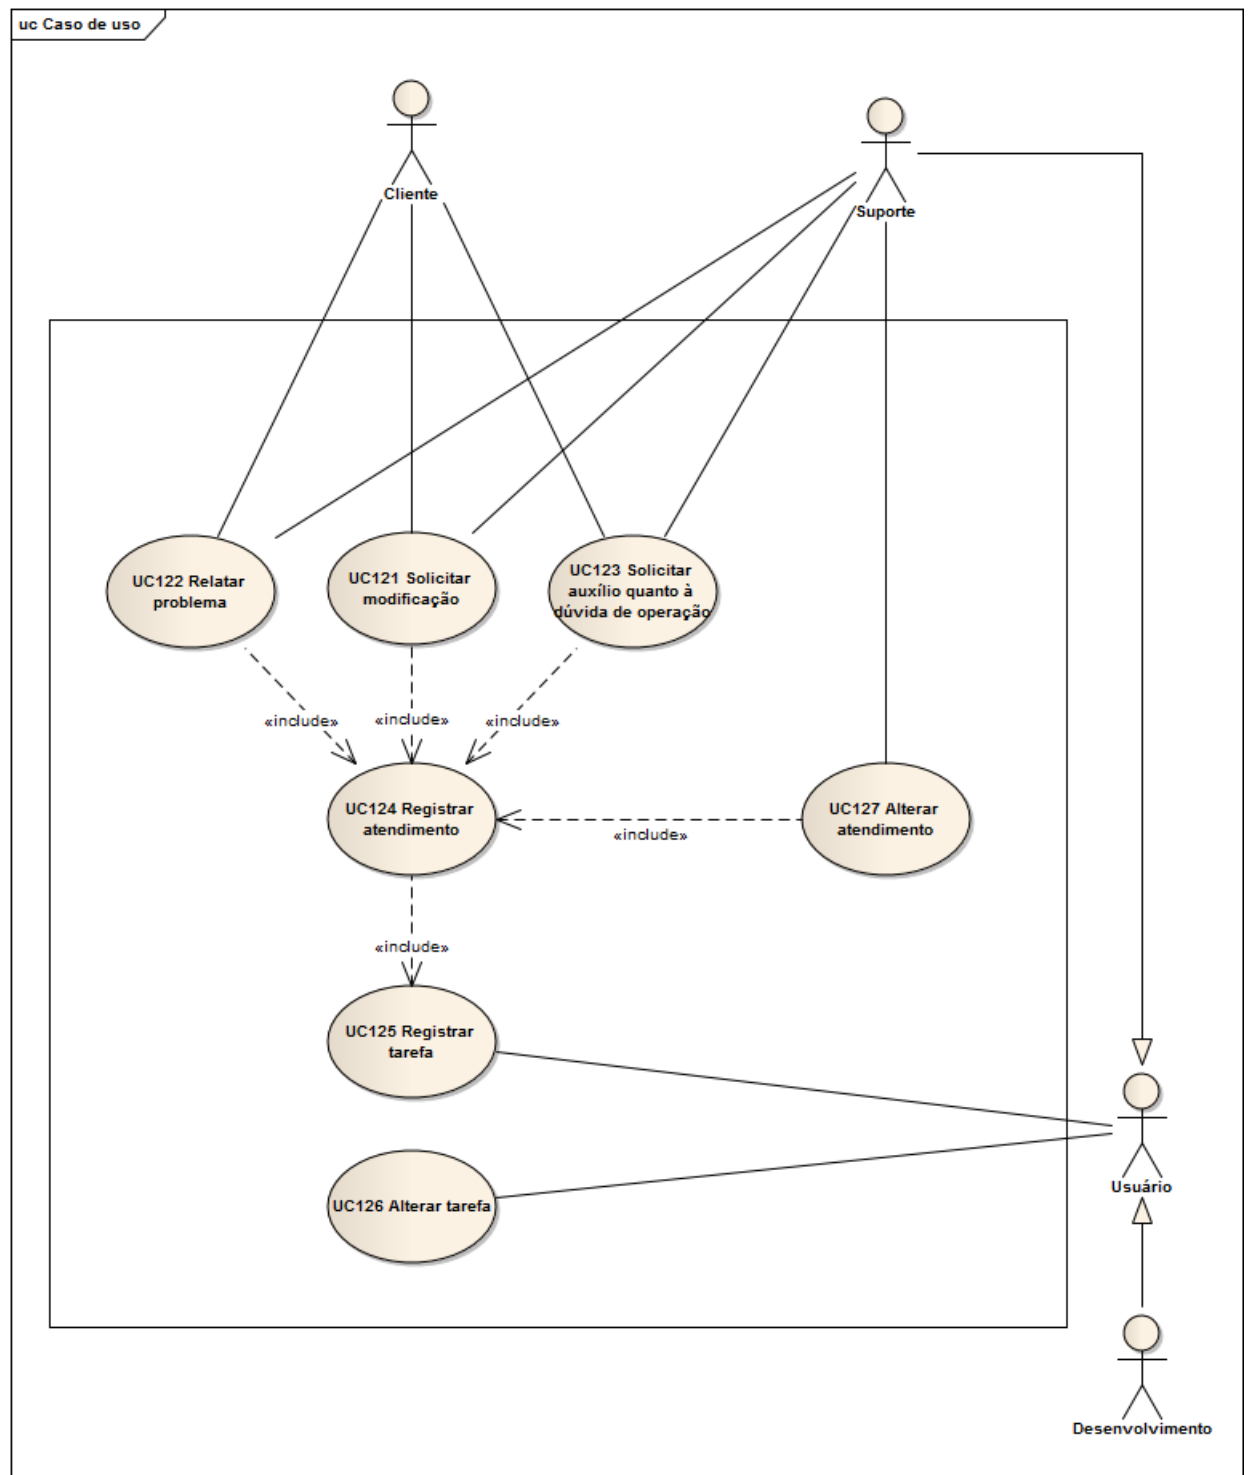 uc Caso de uso
Cliente
Suporte
UC122 Relatar
problema
UC121 Solicitar
modificação
UC123 Solicitar
auxílio quanto à
dúvida de operação
«include»
«include»
«include»
UC124 Registrar
atendimento
UC127 Alterar
atendimento
«include»
«include»
UC125 Registrar
tarefa
UC126 Alterar tarefa
Usuário
Desenvolvimento